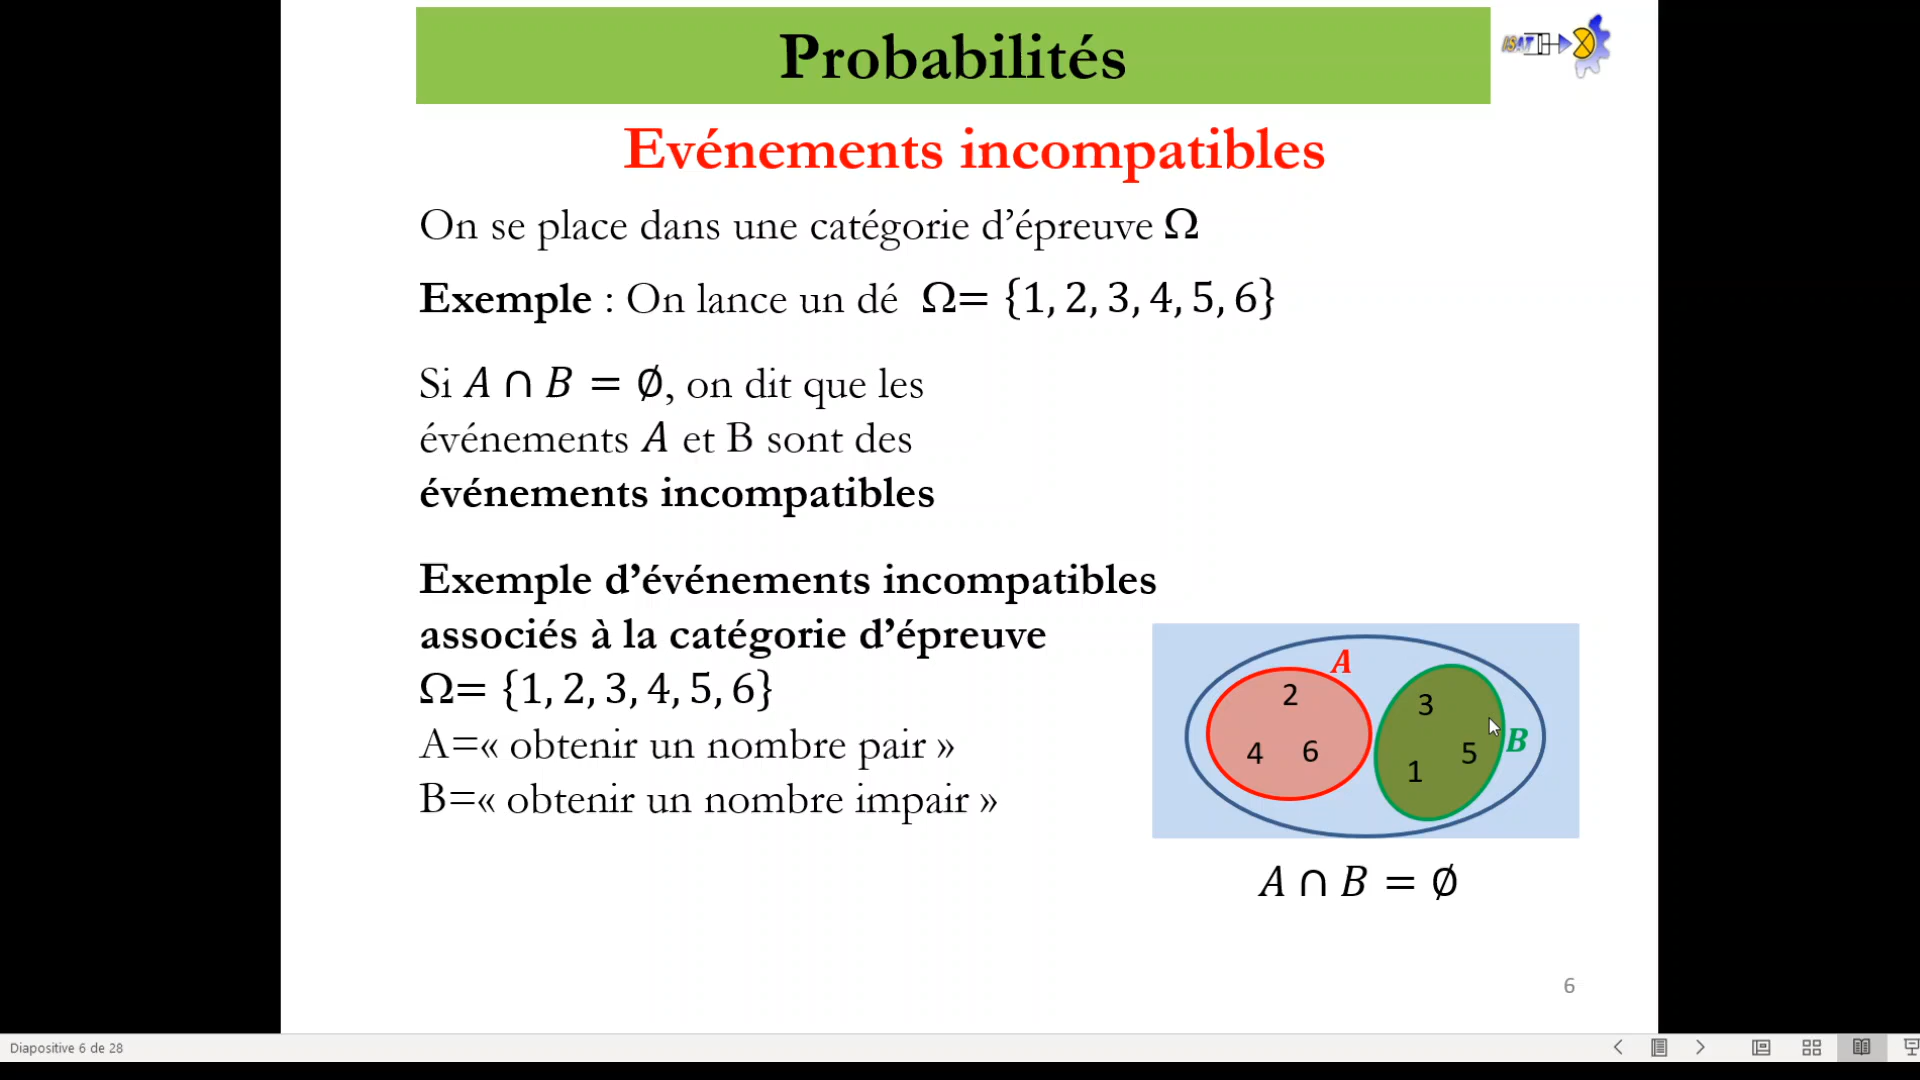 Probabilités
ISAT
Evénements incompatibles
On se place dans une catégorie d’épreuve Ω
Exemple : On lance un dé Ω= {1, 2, 3, 4, 5, 6}
Si A ∩ B = ∅, on dit que les
événements A et B sont des
événements incompatibles
Exemple d’événements incompatibles
associés à la catégorie d’épreuve
Ω= {1, 2, 3, 4, 5, 6}
A=« obtenir un nombre pair »
B=« obtenir un nombre impair »
A
2
4 6
3
5
1
B
A ∩ B = ∅
6
Diapositive 6 de 28